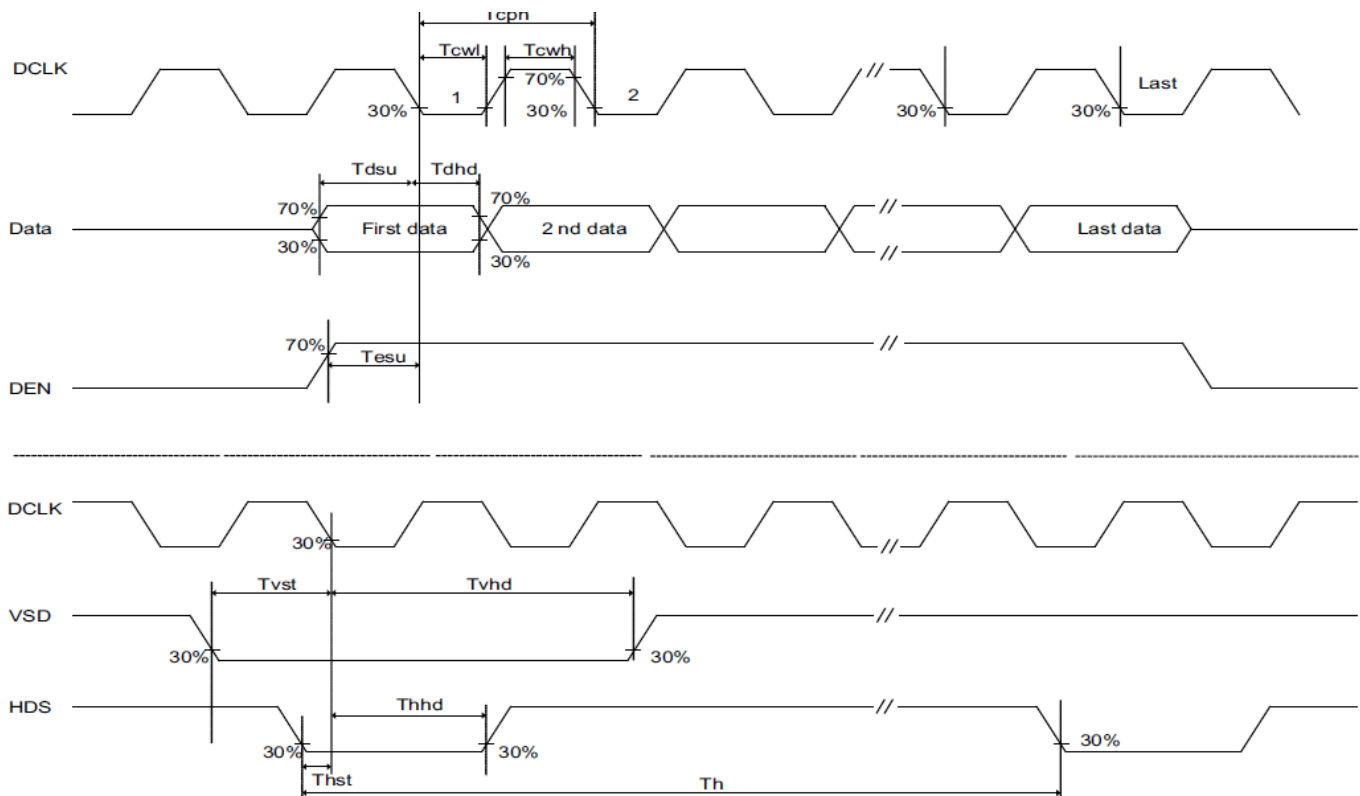 Tcph
Tcwl Tcwh
DCLK 70% Last
30% 1 30% 2 30% 30%
Tdsu Tdhd
70% 70%
Data First data 2 nd data // Last data
30% 30%
70%
Tesu
DEN
DCLK
30%
Tvst Tvhd
VSD
30% 30%
HDS Thhd
30% 30% 30%
Thst
Th